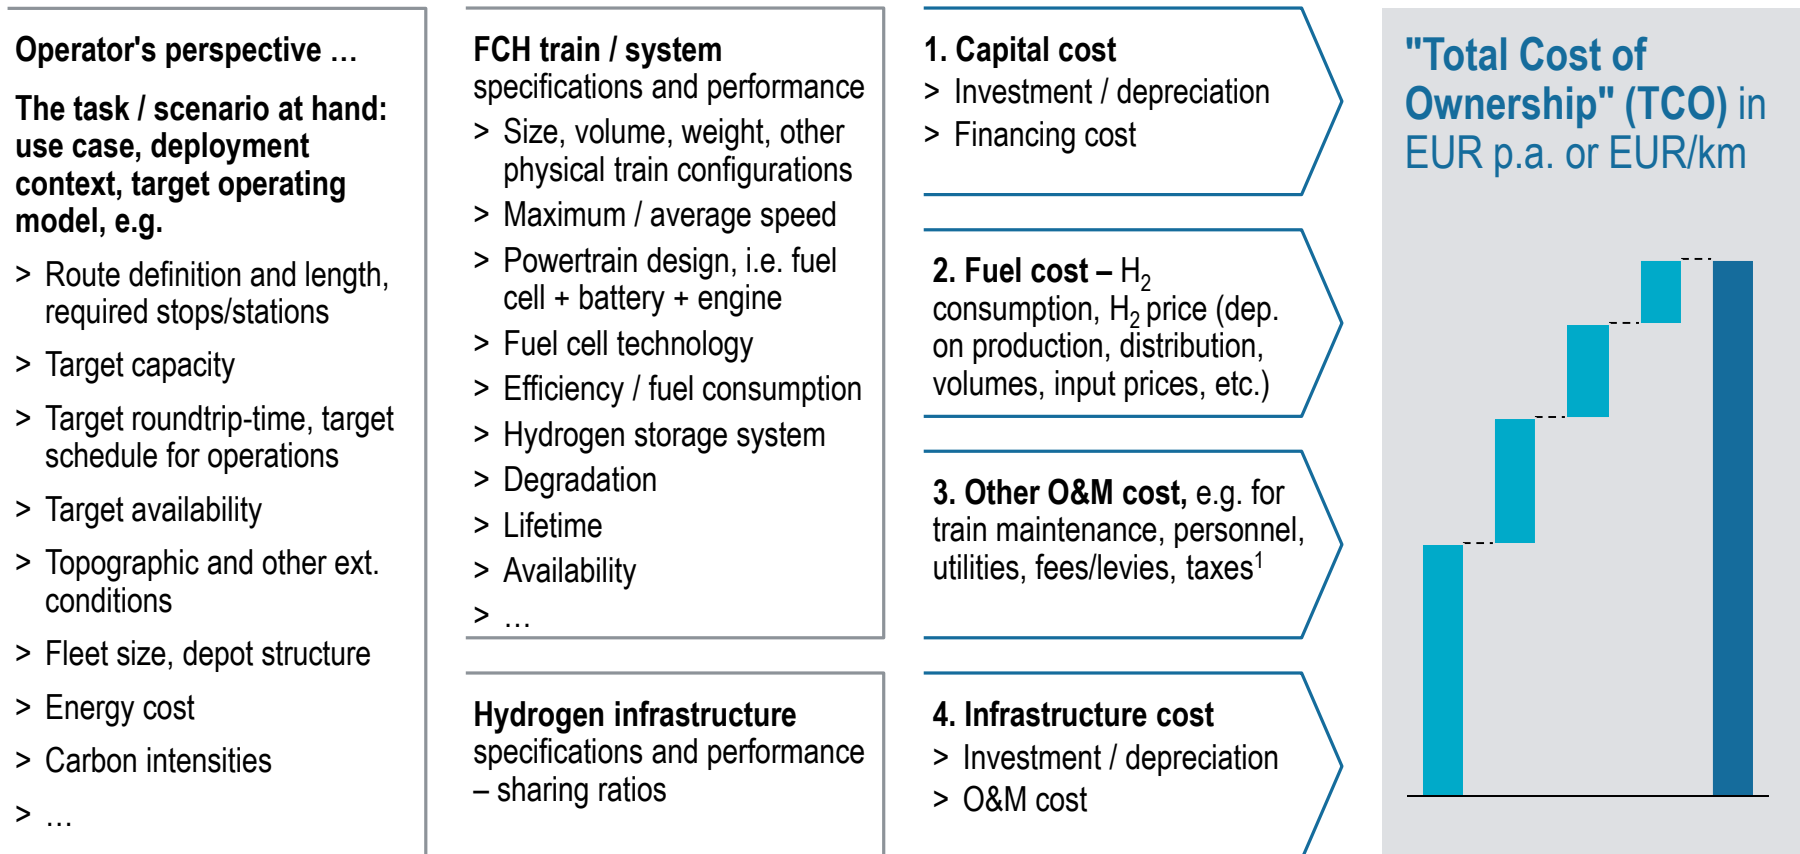 Operator's perspective …
The task / scenario at hand:
use case, deployment
context, target operating
model, e.g.
> Route definition and length,
required stops/stations
> Target capacity
> Target roundtrip-time, target
schedule for operations
> Target availability
> Topographic and other ext.
conditions
> Fleet size, depot structure
> Energy cost
> Carbon intensities
> …
FCH train / system
specifications and performance
> Size, volume, weight, other
physical train configurations
> Maximum / average speed
> Powertrain design, i.e. fuel
cell + battery + engine
> Fuel cell technology
> Efficiency / fuel consumption
> Hydrogen storage system
> Degradation
> Lifetime
> Availability
> …
Hydrogen infrastructure
specifications and performance
– sharing ratios
1. Capital cost
> Investment / depreciation
> Financing cost
2. Fuel cost – H₂
consumption, H₂ price (dep.
on production, distribution,
volumes, input prices, etc.)
3. Other O&M cost, e.g. for
train maintenance, personnel,
utilities, fees/levies, taxes¹
4. Infrastructure cost
> Investment / depreciation
> O&M cost
"Total Cost of
Ownership" (TCO) in
EUR p.a. or EUR/km